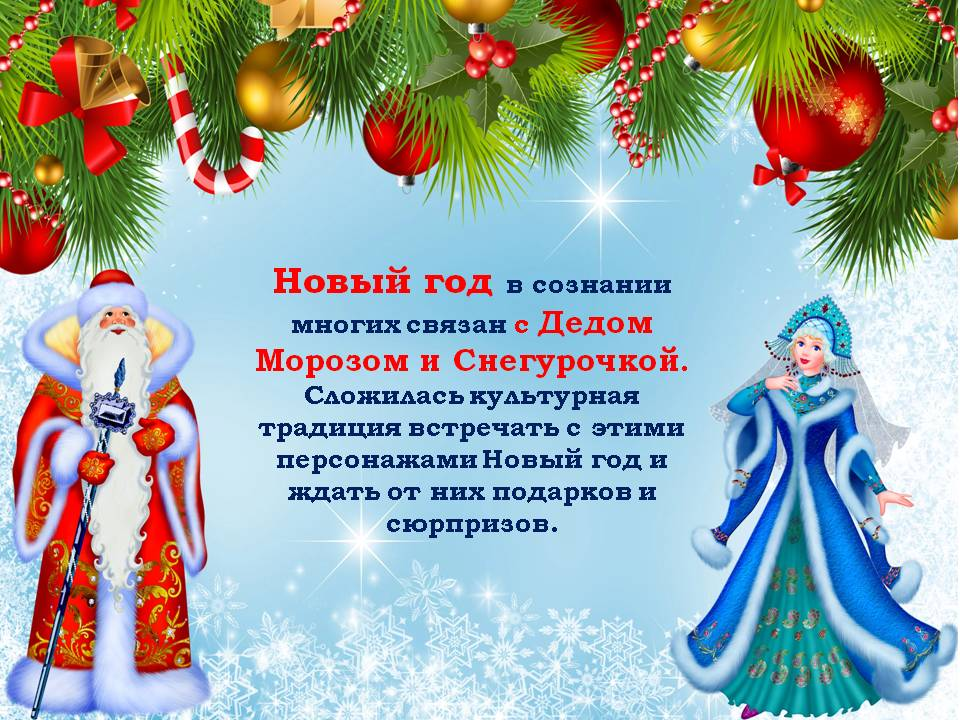 Новый год в сознании
многих связан с Дедом
Морозом и Снегурочкой.
Сложилась культурная
традиция встречать с этими
персонажами Новый год и
ждать от них подарков и
сюрпризов.